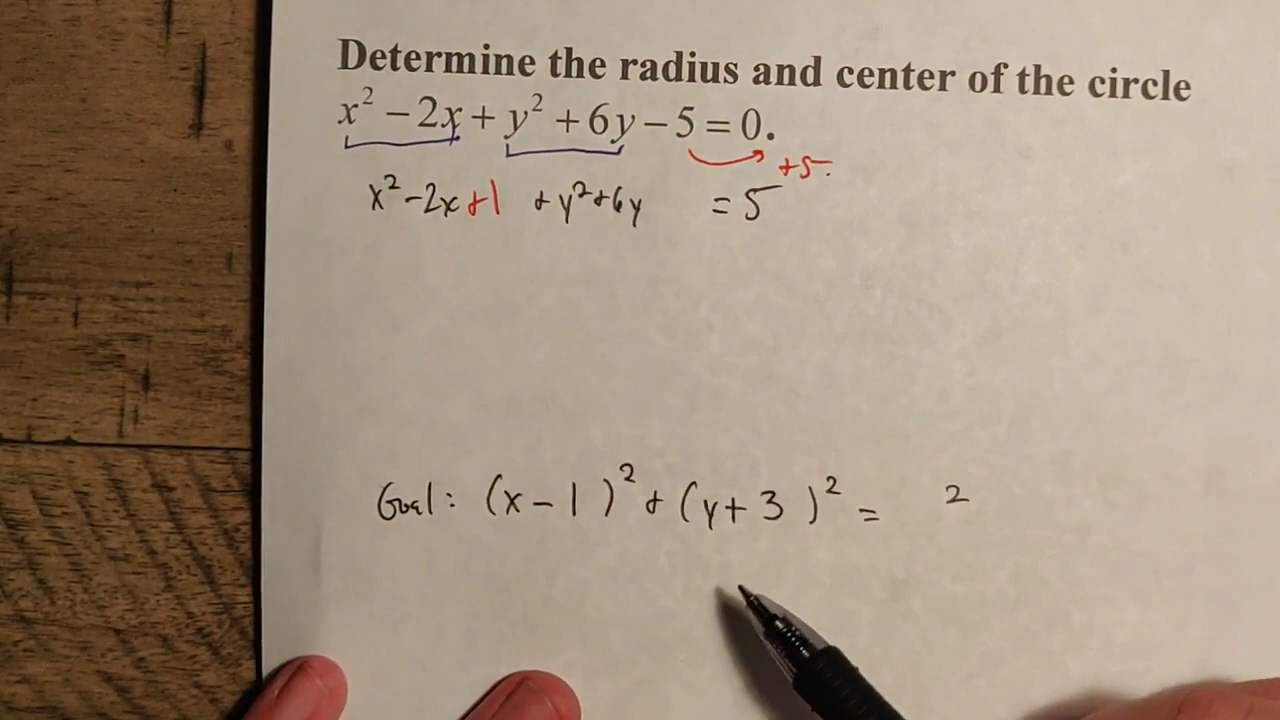 Determine the radius and center of the circle
x² − 2x + y² + 6y − 5 = 0.
+5
x² − 2x + 1 + y² + 6y = 5
Goal: (x − 1)² + (y + 3)² = ²